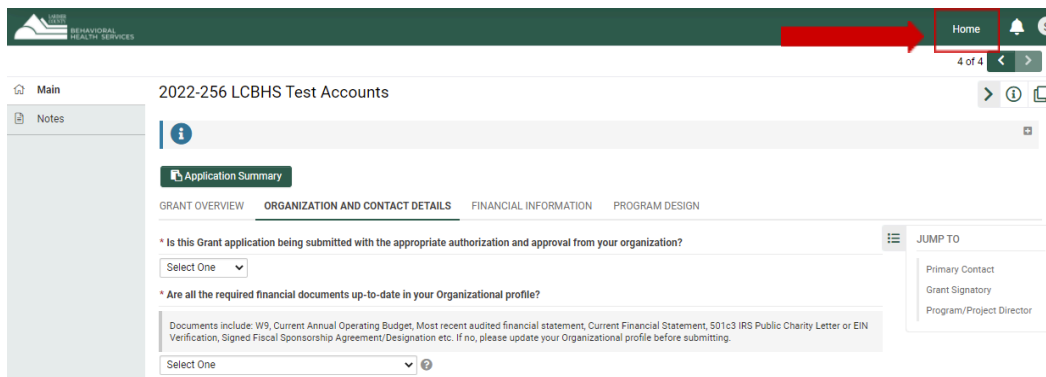 LARIMER
COUNTY
BEHAVIORAL
HEALTH SERVICES
Home
4 of 4
Main
Notes
2022-256 LCBHS Test Accounts
Application Summary
GRANT OVERVIEW ORGANIZATION AND CONTACT DETAILS FINANCIAL INFORMATION PROGRAM DESIGN
* Is this Grant application being submitted with the appropriate authorization and approval from your organization?
Select One
* Are all the required financial documents up-to-date in your Organizational profile?
Documents include: W9, Current Annual Operating Budget, Most recent audited financial statement, Current Financial Statement, 501c3 IRS Public Charity Letter or EIN
Verification, Signed Fiscal Sponsorship Agreement/Designation etc. If no, please update your Organizational profile before submitting.
Select One
JUMP TO
Primary Contact
Grant Signatory
Program/Project Director